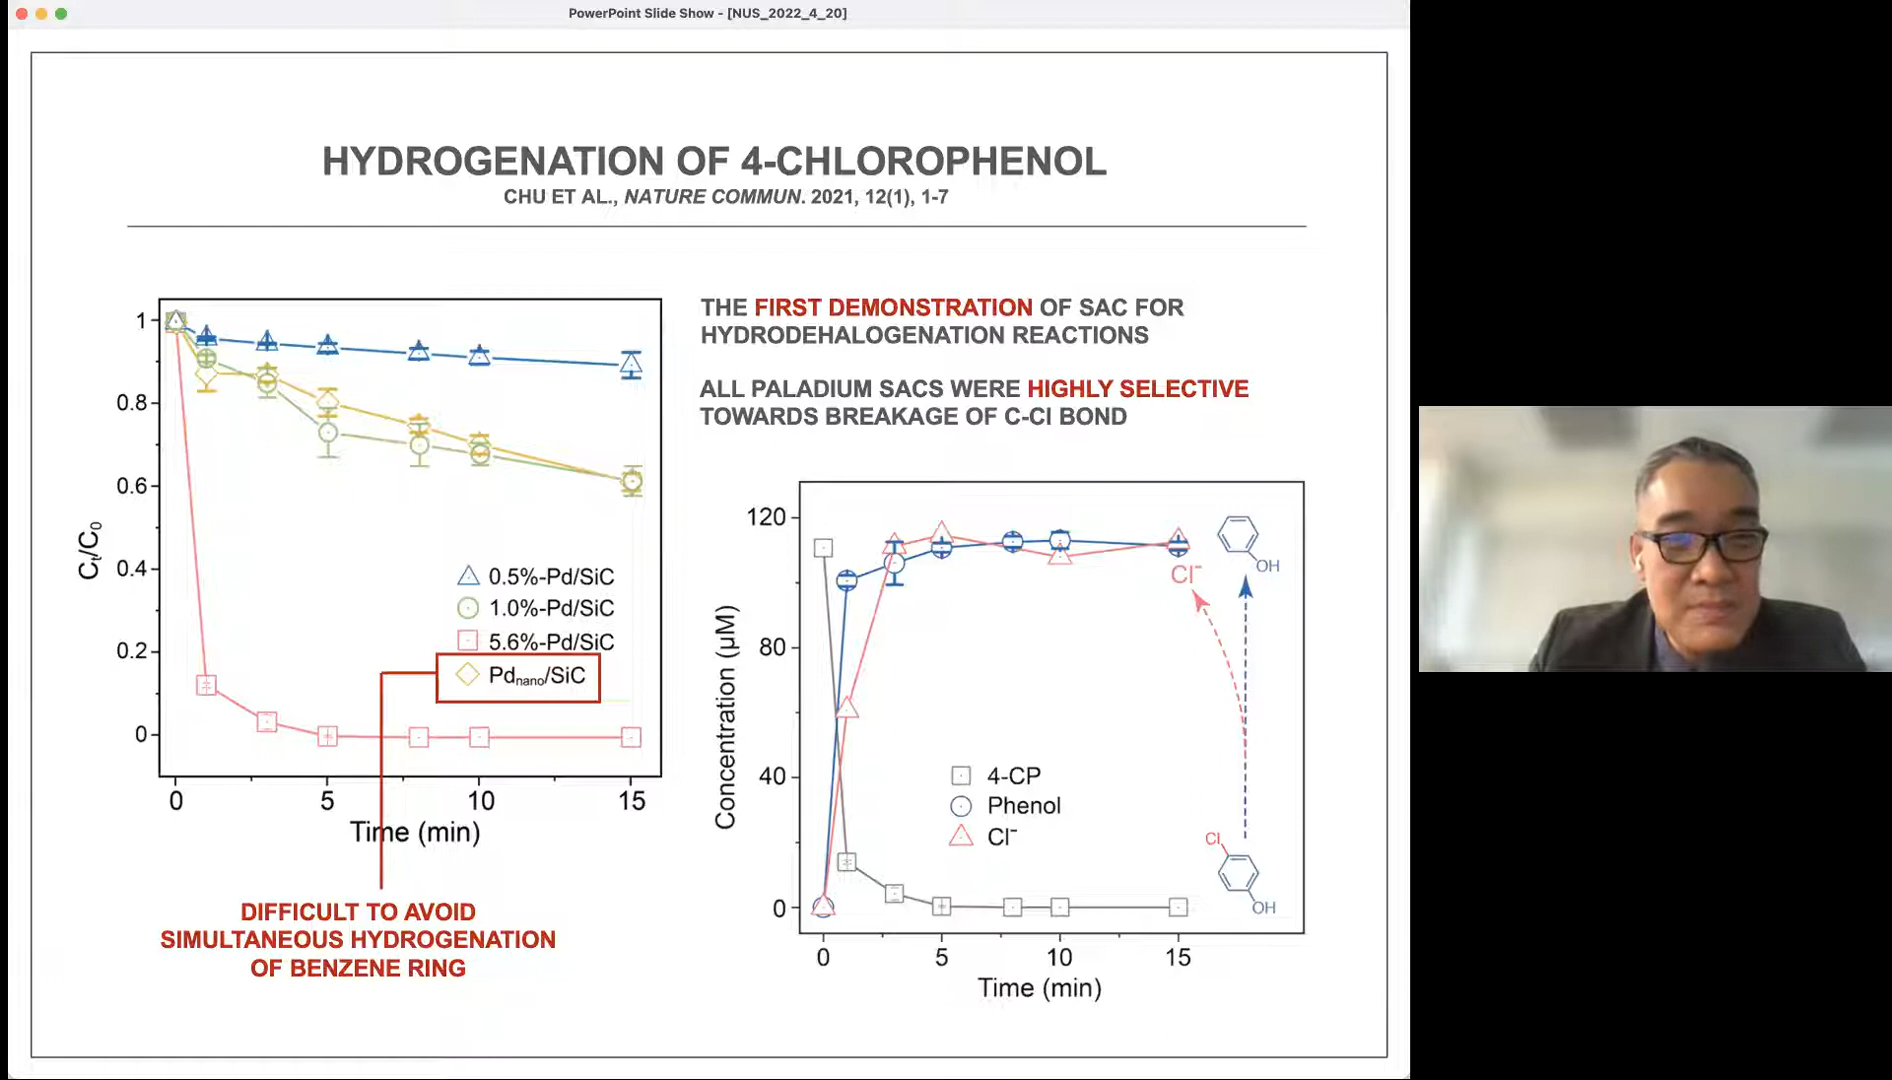 PowerPoint Slide Show - [NUS_2022_4_20]
HYDROGENATION OF 4-CHLOROPHENOL
CHU ET AL., NATURE COMMUN. 2021, 12(1), 1-7
1
0.8
0.6
0.4
0.2
0
Ct/C0
0.5%-Pd/SiC
1.0%-Pd/SiC
5.6%-Pd/SiC
Pdnano/SiC
0 5 10 15
Time (min)
DIFFICULT TO AVOID
SIMULTANEOUS HYDROGENATION
OF BENZENE RING
THE FIRST DEMONSTRATION OF SAC FOR
HYDRODEHALOGENATION REACTIONS
ALL PALADIUM SACS WERE HIGHLY SELECTIVE
TOWARDS BREAKAGE OF C-Cl BOND
120
80
40
0
Concentration (μM)
OH
Cl⁻
4-CP
Phenol
Cl⁻
Cl
OH
0 5 10 15
Time (min)